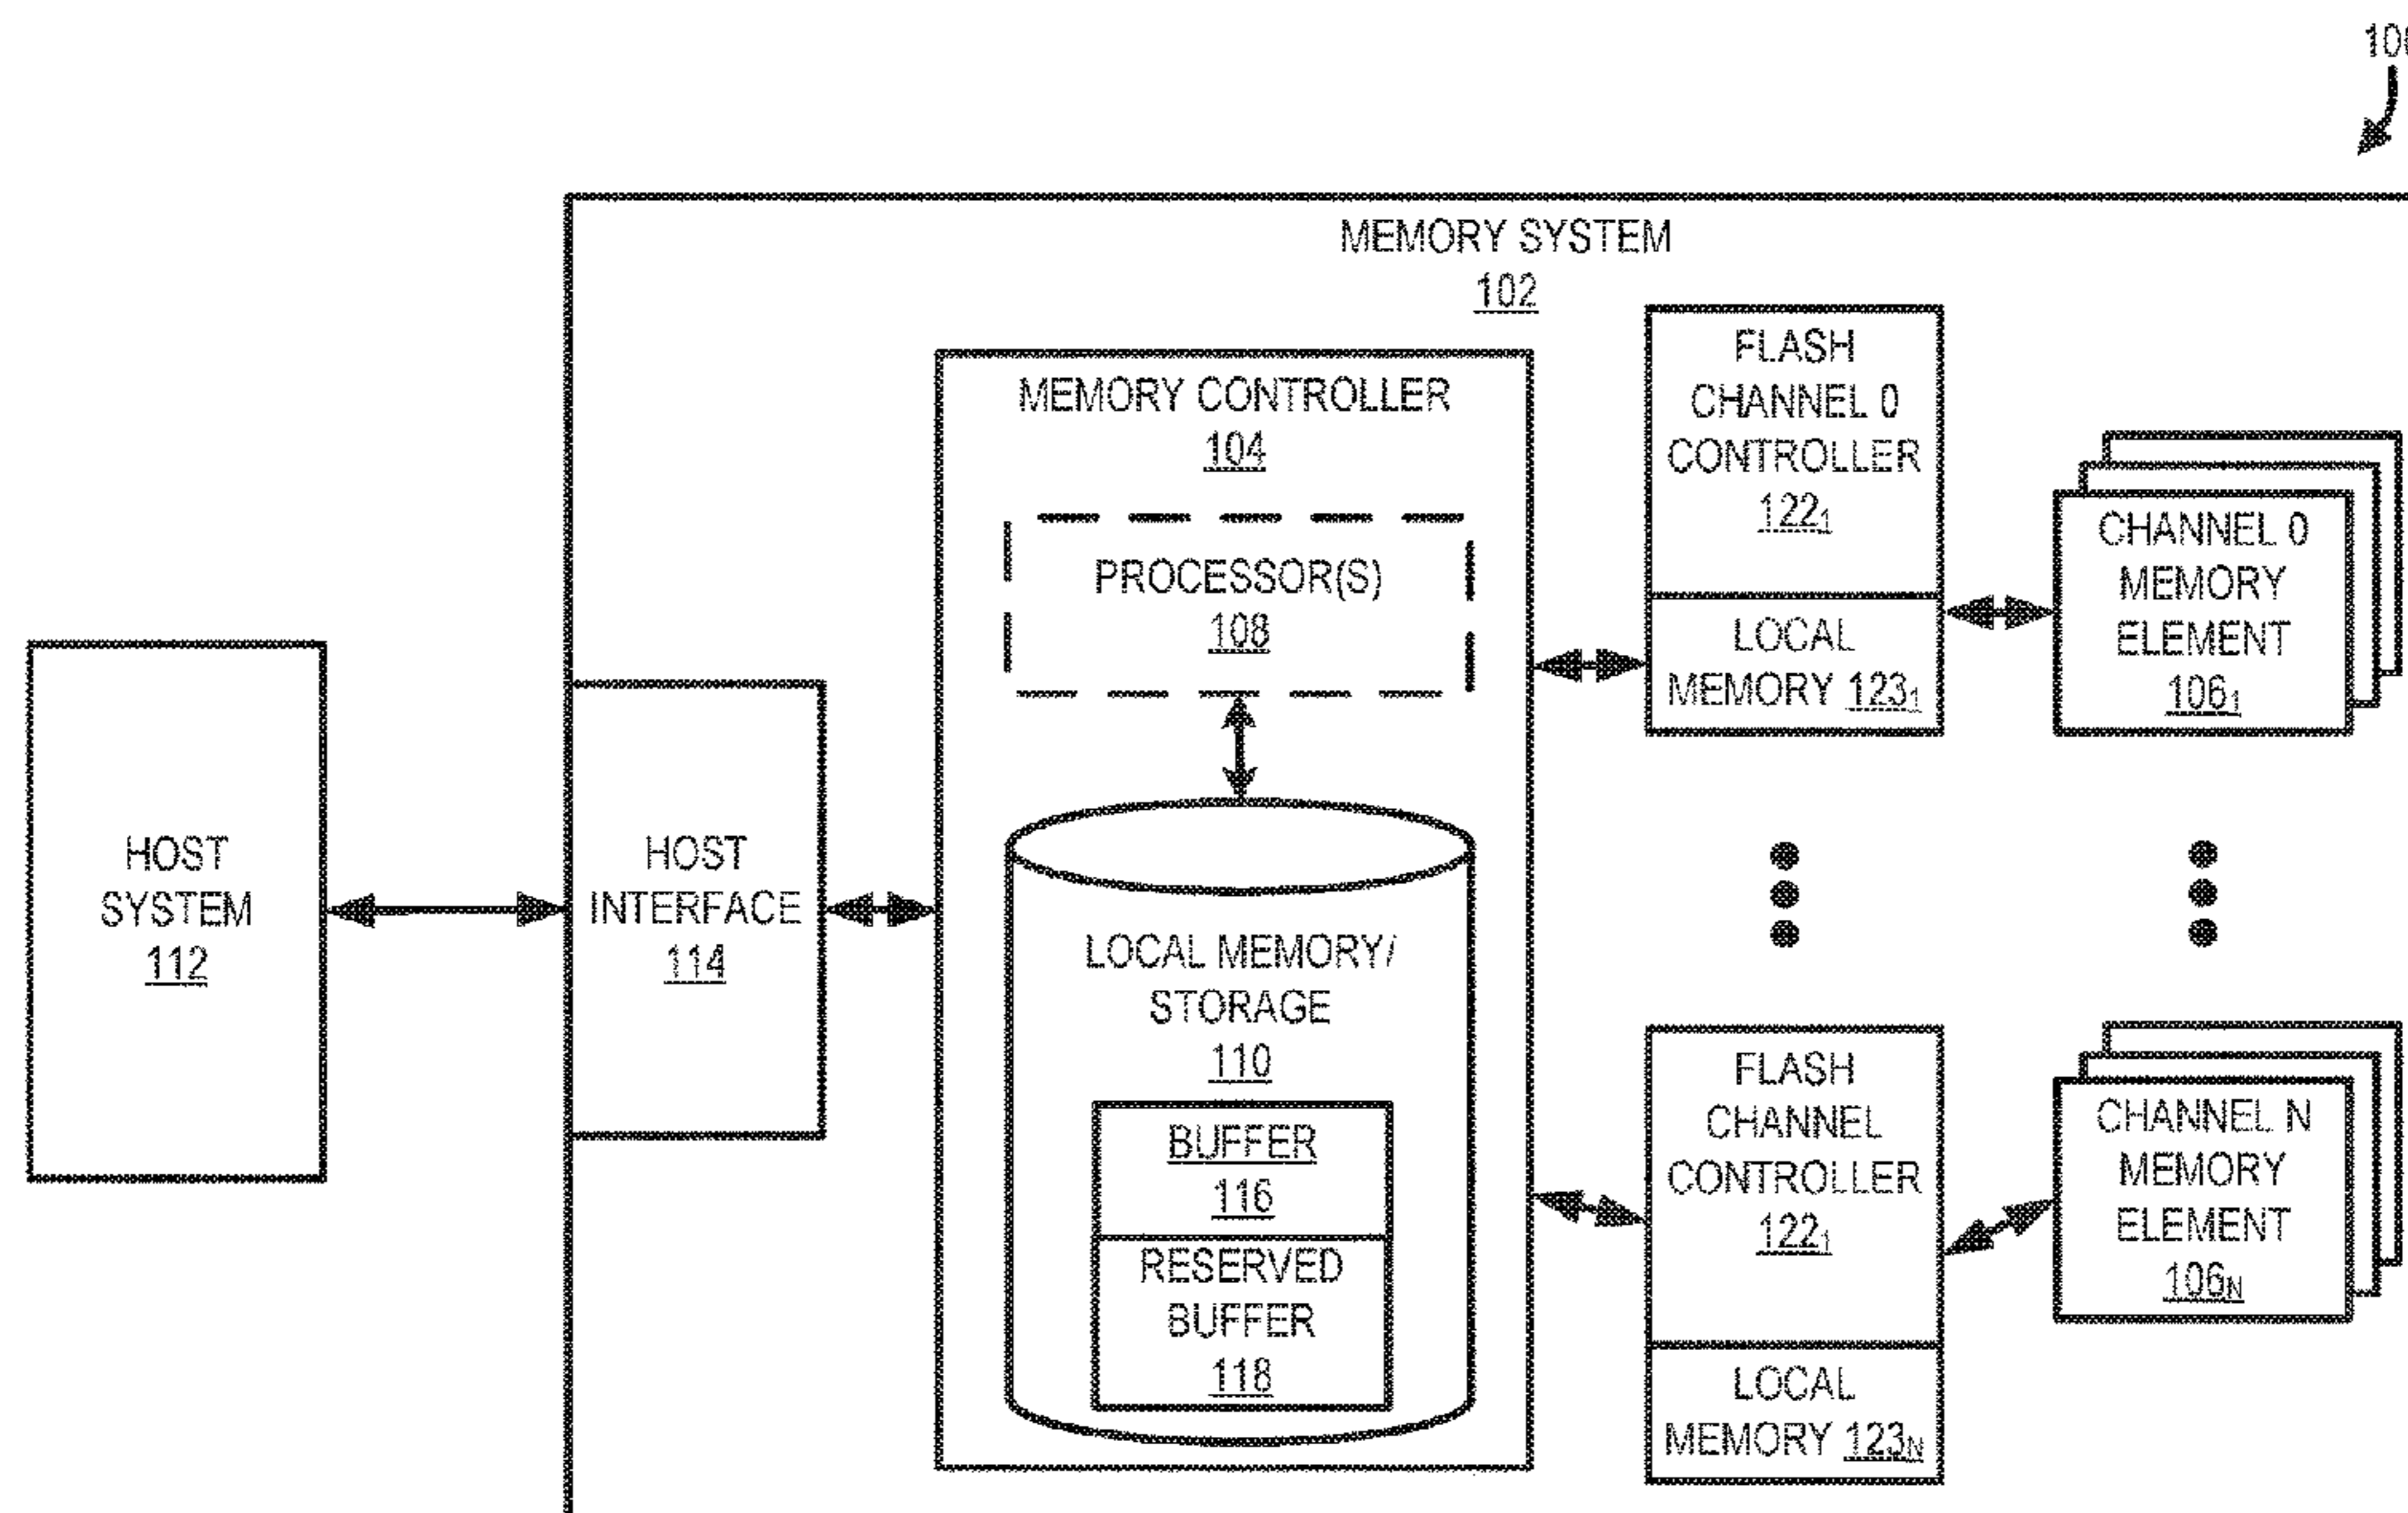 100
MEMORY SYSTEM
102
FLASH
CHANNEL 0
CONTROLLER
122₁
LOCAL
MEMORY 123₁
CHANNEL 0
MEMORY
ELEMENT
106₁
MEMORY CONTROLLER
104
PROCESSOR(S)
108
LOCAL MEMORY/
STORAGE
110
BUFFER
116
RESERVED
BUFFER
118
HOST
SYSTEM
112
HOST
INTERFACE
114
FLASH
CHANNEL
CONTROLLER
122₁
LOCAL
MEMORY 123N
CHANNEL N
MEMORY
ELEMENT
106N